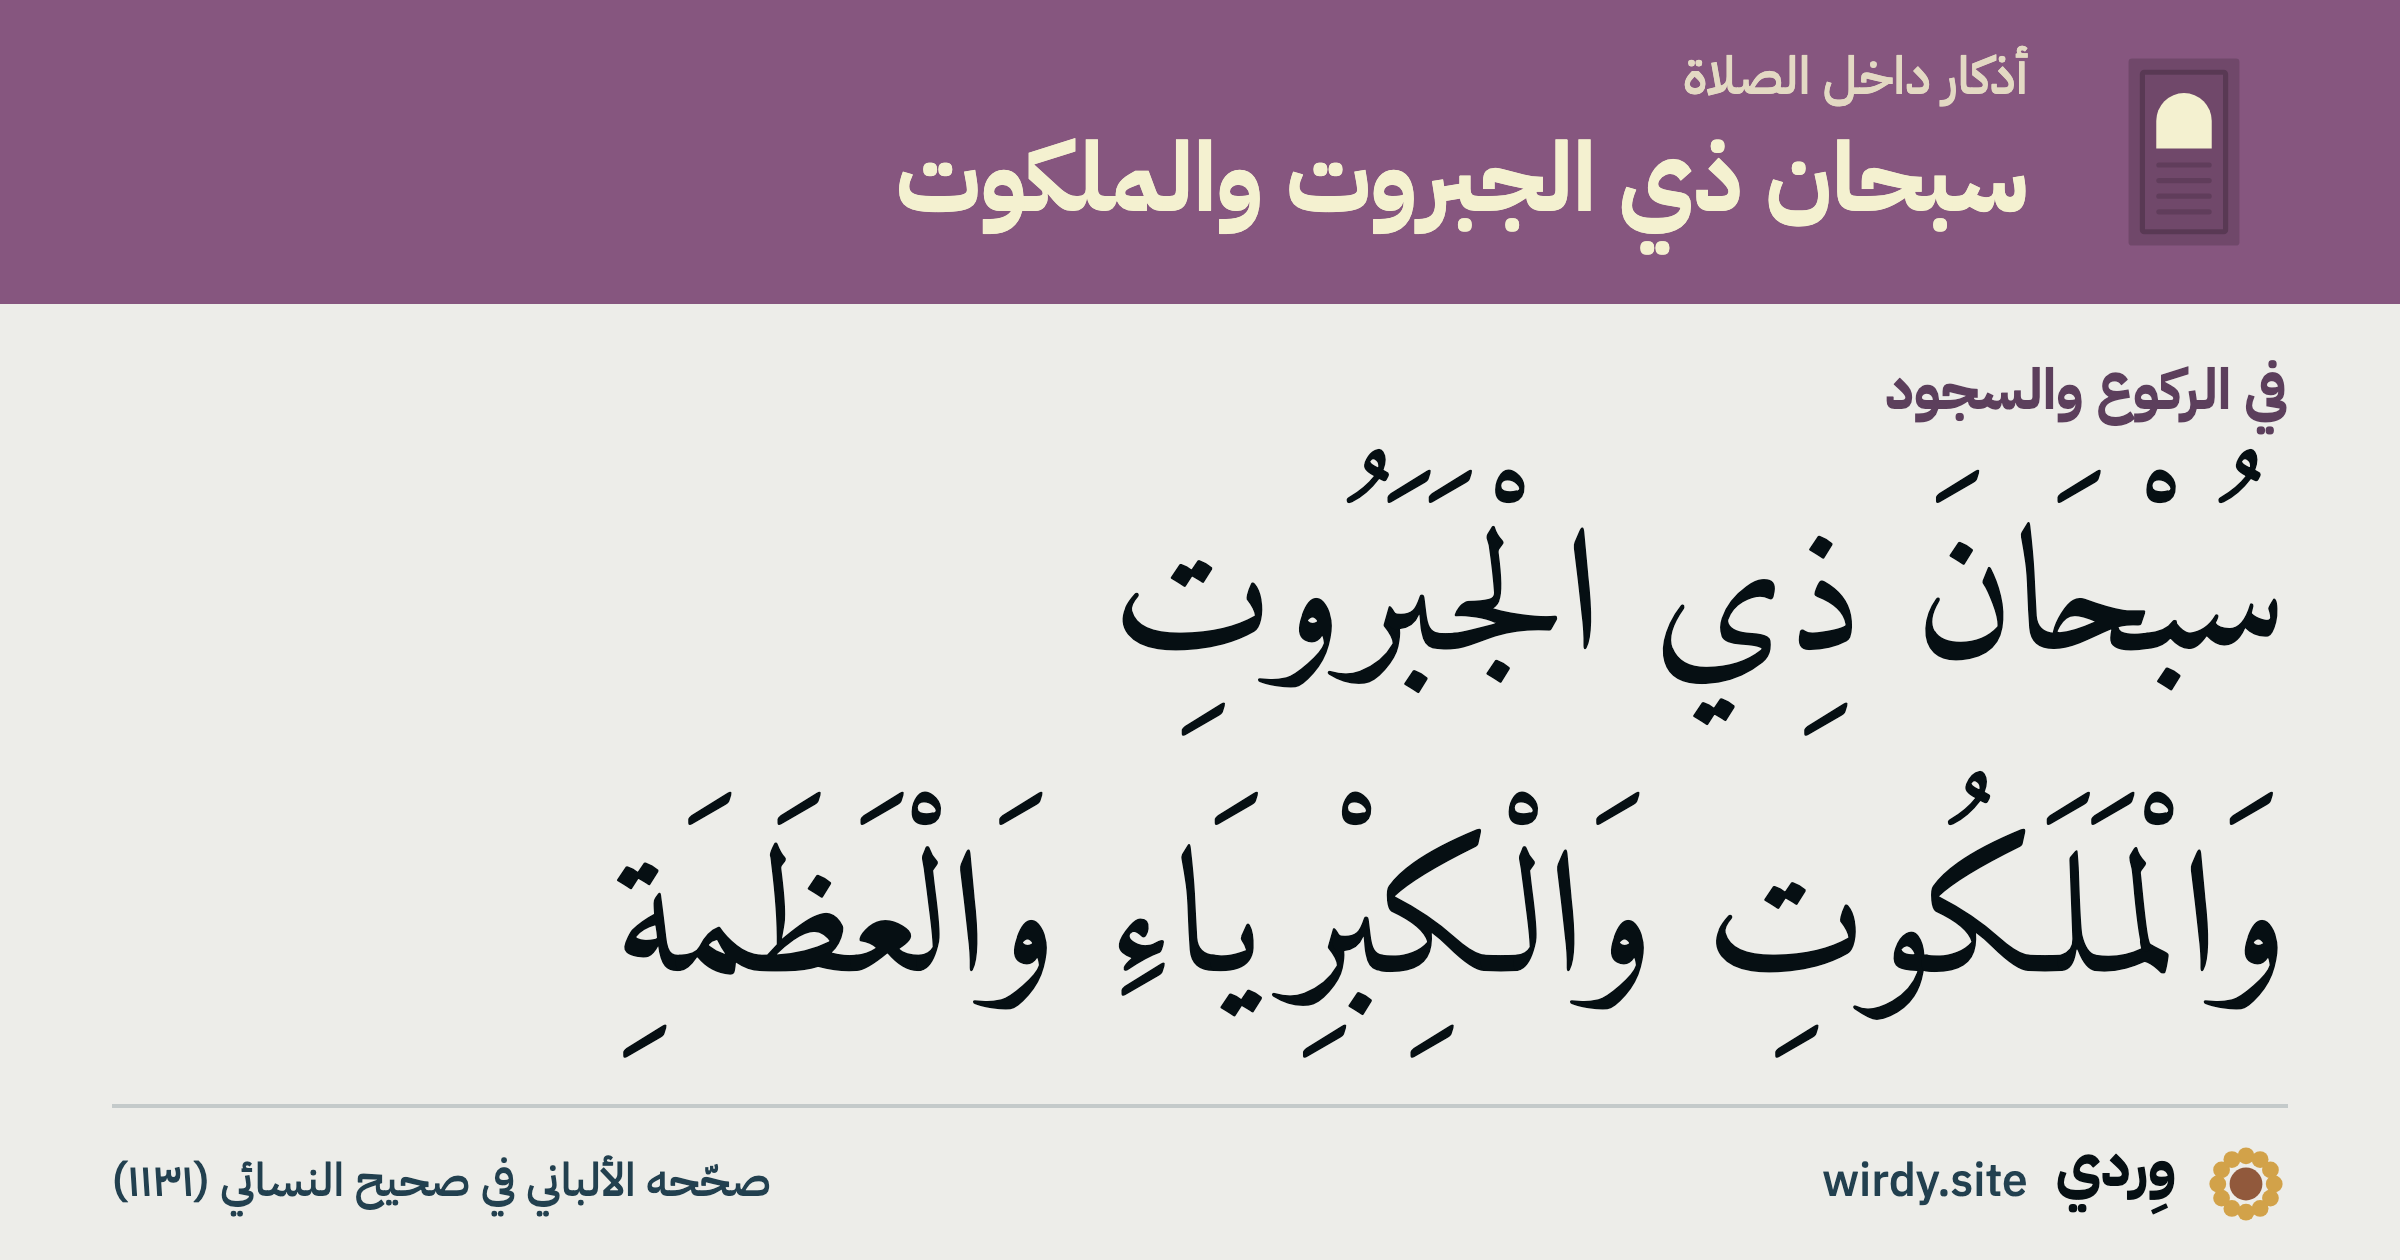 أذكار داخل الصلاة
سبحان ذي الجبروت والملكوت
في الركوع والسجود
سُبْحَانَ ذِي الْجَبَرُوتِ
وَالْمَلَكُوتِ وَالْكِبْرِيَاءِ وَالْعَظَمَةِ
وِردي wirdy.site
صحّحه الألباني في صحيح النسائي (١١٣١)